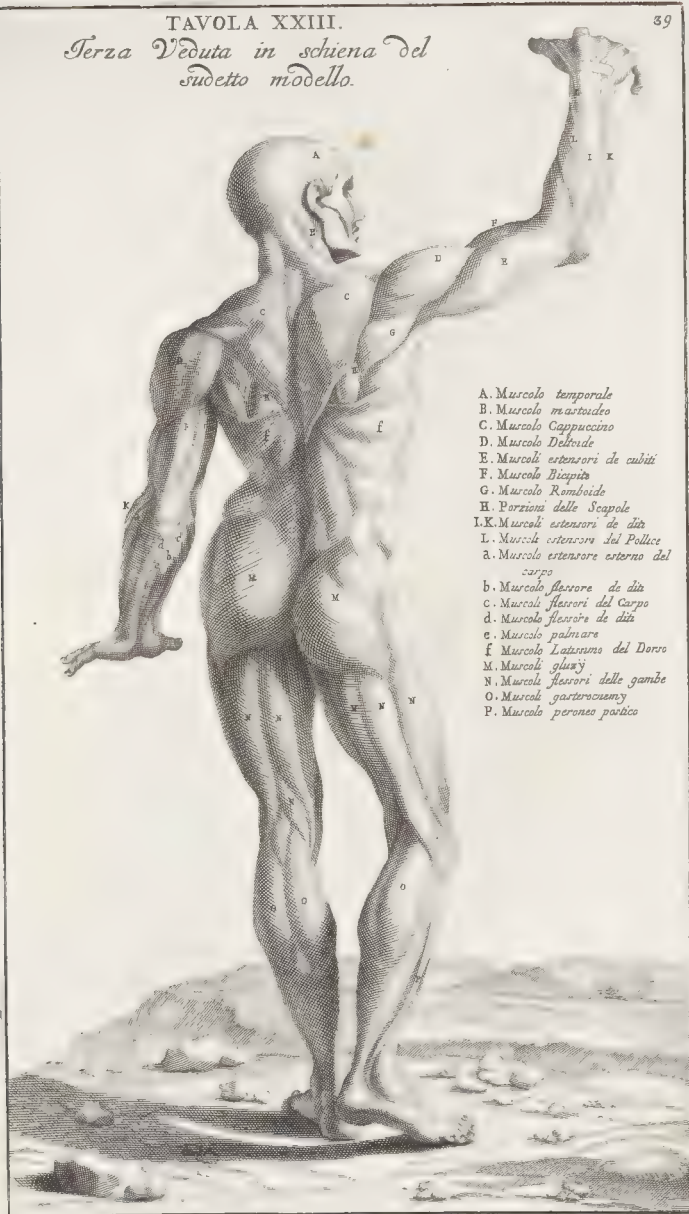 39
TAVOLA XXIII.
Terza Veduta in schiena del
sudetto modello.
A. Muscolo temporale
B. Muscolo mastoideo
C. Muscolo Cappuccino
D. Muscolo Deltoide
E. Muscoli estensori de cubiti
F. Muscolo Bicipite
G. Muscolo Romboide
H. Porzioni delle Scapole
I.K. Muscoli estensori de diti
L. Muscoli estensori del Pollice
a. Muscolo estensore esterno del
carpo
b. Muscolo flessore de diti
c. Muscoli flessori del Carpo
d. Muscolo flessore de diti
e. Muscolo palmare
f Muscolo Latissimo del Dorso
M. Muscoli gluzÿ
N. Muscoli flessori delle gambe
O. Muscoli gasterocnemy
P. Muscolo peroneo postico